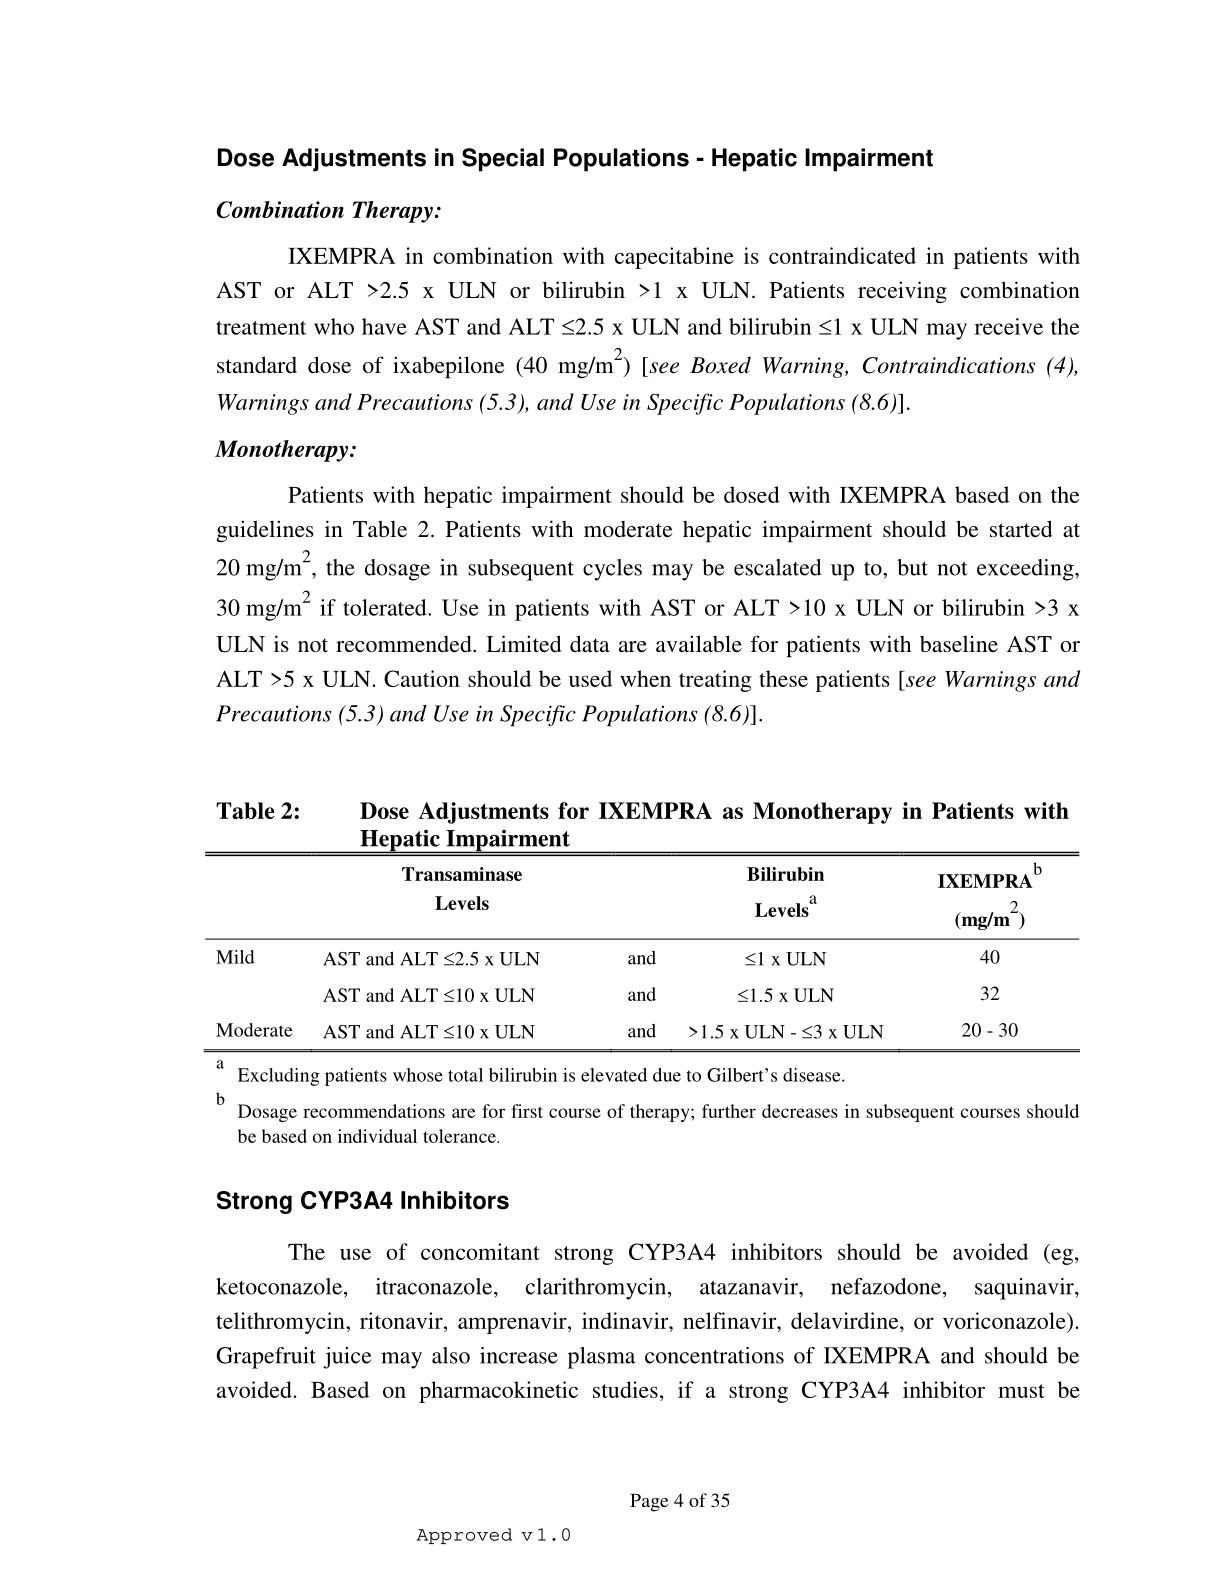 Dose Adjustments in Special Populations - Hepatic Impairment
Combination Therapy:
IXEMPRA in combination with capecitabine is contraindicated in patients with
AST or ALT >2.5 x ULN or bilirubin >1 x ULN. Patients receiving combination
treatment who have AST and ALT ≤2.5 x ULN and bilirubin ≤1 x ULN may receive the
standard dose of ixabepilone (40 mg/m²) [see Boxed Warning, Contraindications (4),
Warnings and Precautions (5.3), and Use in Specific Populations (8.6)].
Monotherapy:
Patients with hepatic impairment should be dosed with IXEMPRA based on the
guidelines in Table 2. Patients with moderate hepatic impairment should be started at
20 mg/m², the dosage in subsequent cycles may be escalated up to, but not exceeding,
30 mg/m² if tolerated. Use in patients with AST or ALT >10 x ULN or bilirubin >3 x
ULN is not recommended. Limited data are available for patients with baseline AST or
ALT >5 x ULN. Caution should be used when treating these patients [see Warnings and
Precautions (5.3) and Use in Specific Populations (8.6)].
Table 2: Dose Adjustments for IXEMPRA as Monotherapy in Patients with
Hepatic Impairment
Transaminase Bilirubin IXEMPRA^b
Levels Levels^a (mg/m²)
Mild AST and ALT ≤2.5 x ULN and ≤1 x ULN 40
AST and ALT ≤10 x ULN and ≤1.5 x ULN 32
Moderate AST and ALT ≤10 x ULN and >1.5 x ULN - ≤3 x ULN 20 - 30
a Excluding patients whose total bilirubin is elevated due to Gilbert's disease.
b Dosage recommendations are for first course of therapy; further decreases in subsequent courses should
be based on individual tolerance.
Strong CYP3A4 Inhibitors
The use of concomitant strong CYP3A4 inhibitors should be avoided (eg,
ketoconazole, itraconazole, clarithromycin, atazanavir, nefazodone, saquinavir,
telithromycin, ritonavir, amprenavir, indinavir, nelfinavir, delavirdine, or voriconazole).
Grapefruit juice may also increase plasma concentrations of IXEMPRA and should be
avoided. Based on pharmacokinetic studies, if a strong CYP3A4 inhibitor must be
Page 4 of 35
Approved v1.0